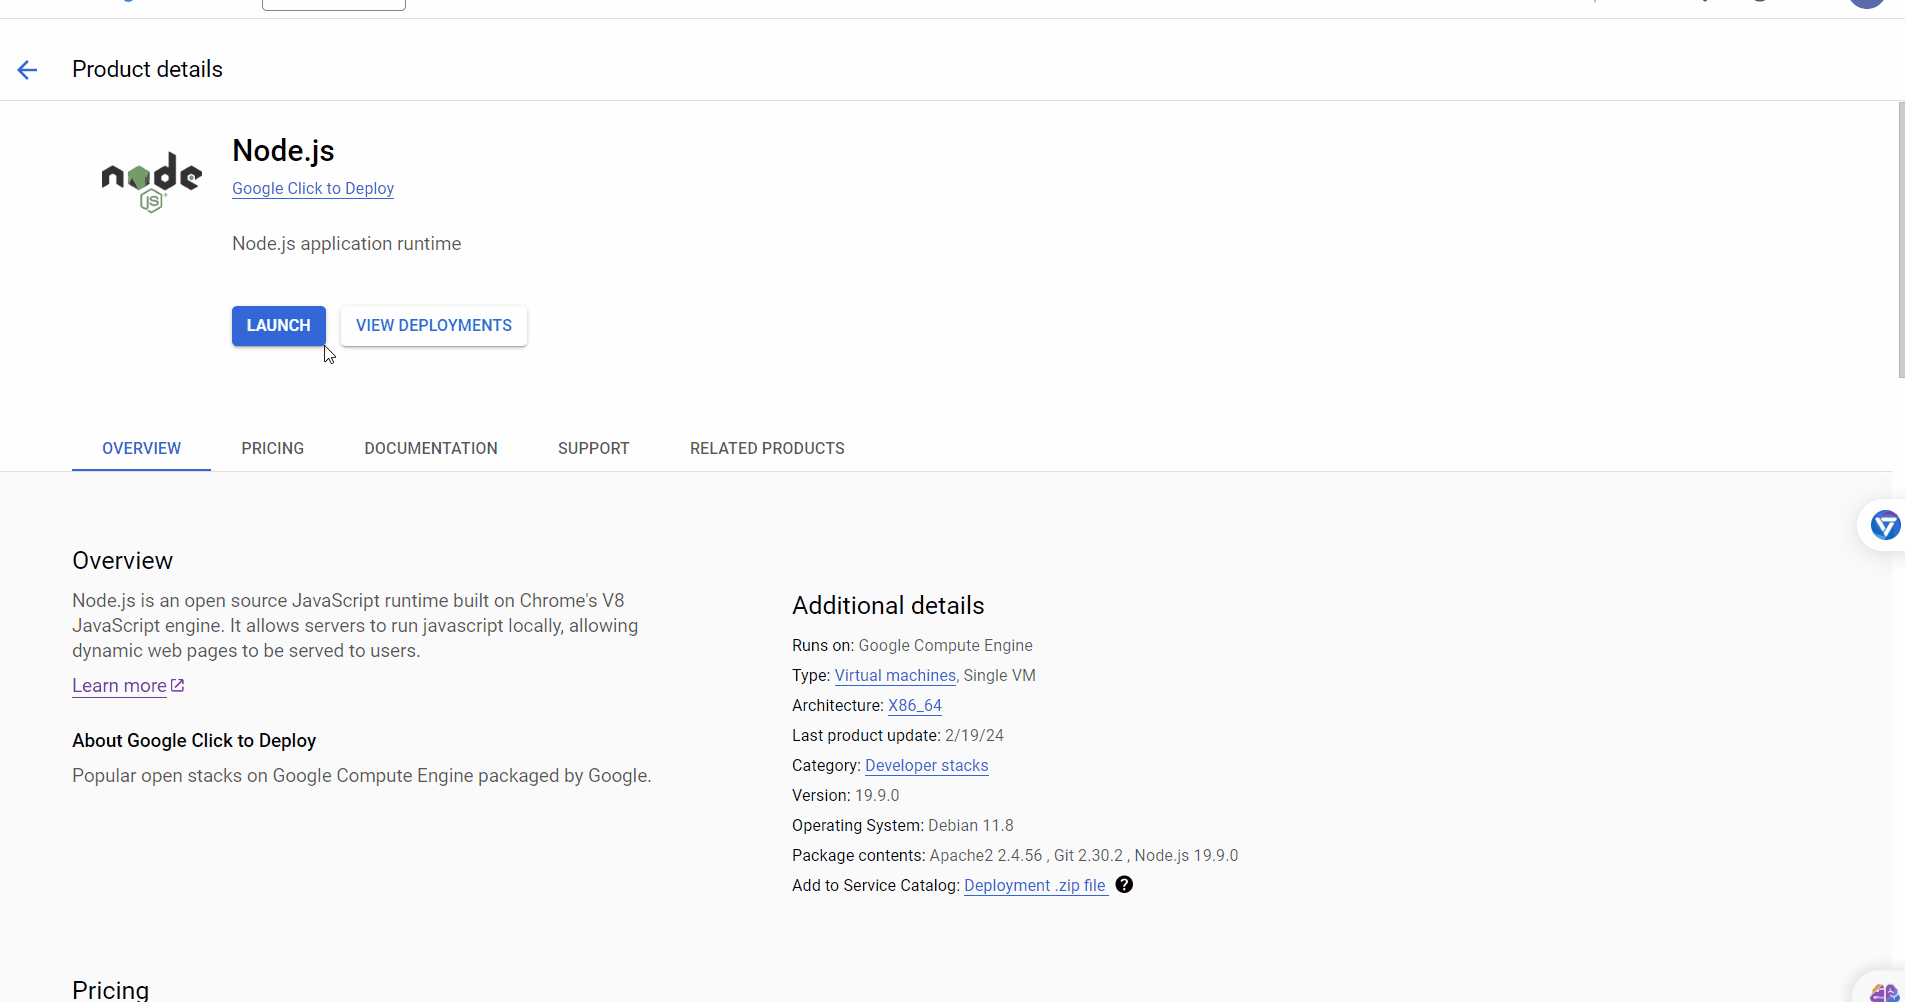 Product details
node
JS
Node.js
Google Click to Deploy
Node.js application runtime
LAUNCH
VIEW DEPLOYMENTS
OVERVIEW
PRICING
DOCUMENTATION
SUPPORT
RELATED PRODUCTS
Overview
Node.js is an open source JavaScript runtime built on Chrome's V8
JavaScript engine. It allows servers to run javascript locally, allowing
dynamic web pages to be served to users.
Learn more
About Google Click to Deploy
Popular open stacks on Google Compute Engine packaged by Google.
Additional details
Runs on: Google Compute Engine
Type: Virtual machines, Single VM
Architecture: X86_64
Last product update: 2/19/24
Category: Developer stacks
Version: 19.9.0
Operating System: Debian 11.8
Package contents: Apache2 2.4.56 , Git 2.30.2 , Node.js 19.9.0
Add to Service Catalog: Deployment .zip file ?
Pricing